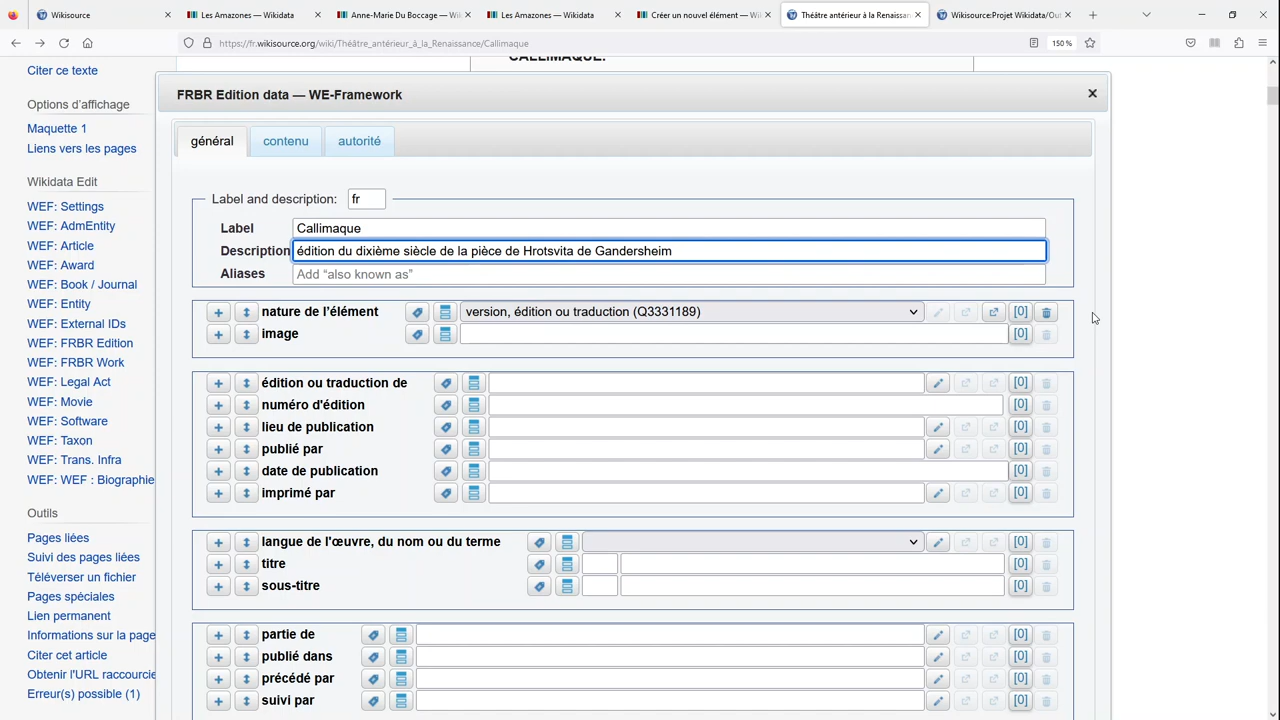 Wikisource
Les Amazones — Wikidata
Anne-Marie Du Boccage — Wiki
Les Amazones — Wikidata
Créer un nouvel élément — Wi
Théâtre antérieur à la Renaissan
Wikisource:Projet Wikidata/Ou
https://fr.wikisource.org/wiki/Théâtre_antérieur_à_la_Renaissance/Callimaque
150 %
CALLIMAQUE.
Citer ce texte
Options d’affichage
Maquette 1
Liens vers les pages
Wikidata Edit
WEF: Settings
WEF: AdmEntity
WEF: Article
WEF: Award
WEF: Book / Journal
WEF: Entity
WEF: External IDs
WEF: FRBR Edition
WEF: FRBR Work
WEF: Legal Act
WEF: Movie
WEF: Software
WEF: Taxon
WEF: Trans. Infra
WEF: WEF : Biographie
Outils
Pages liées
Suivi des pages liées
Téléverser un fichier
Pages spéciales
Lien permanent
Informations sur la page
Citer cet article
Obtenir l'URL raccourcie
Erreur(s) possible (1)
FRBR Edition data — WE-Framework
général
contenu
autorité
Label and description: fr
Label Callimaque
Description édition du dixième siècle de la pièce de Hrotsvita de Gandersheim
Aliases Add “also known as”
nature de l’élément version, édition ou traduction (Q3331189) [0]
image [0]
édition ou traduction de [0]
numéro d'édition [0]
lieu de publication [0]
publié par [0]
date de publication [0]
imprimé par [0]
langue de l'œuvre, du nom ou du terme [0]
titre [0]
sous-titre [0]
partie de [0]
publié dans [0]
précédé par [0]
suivi par [0]